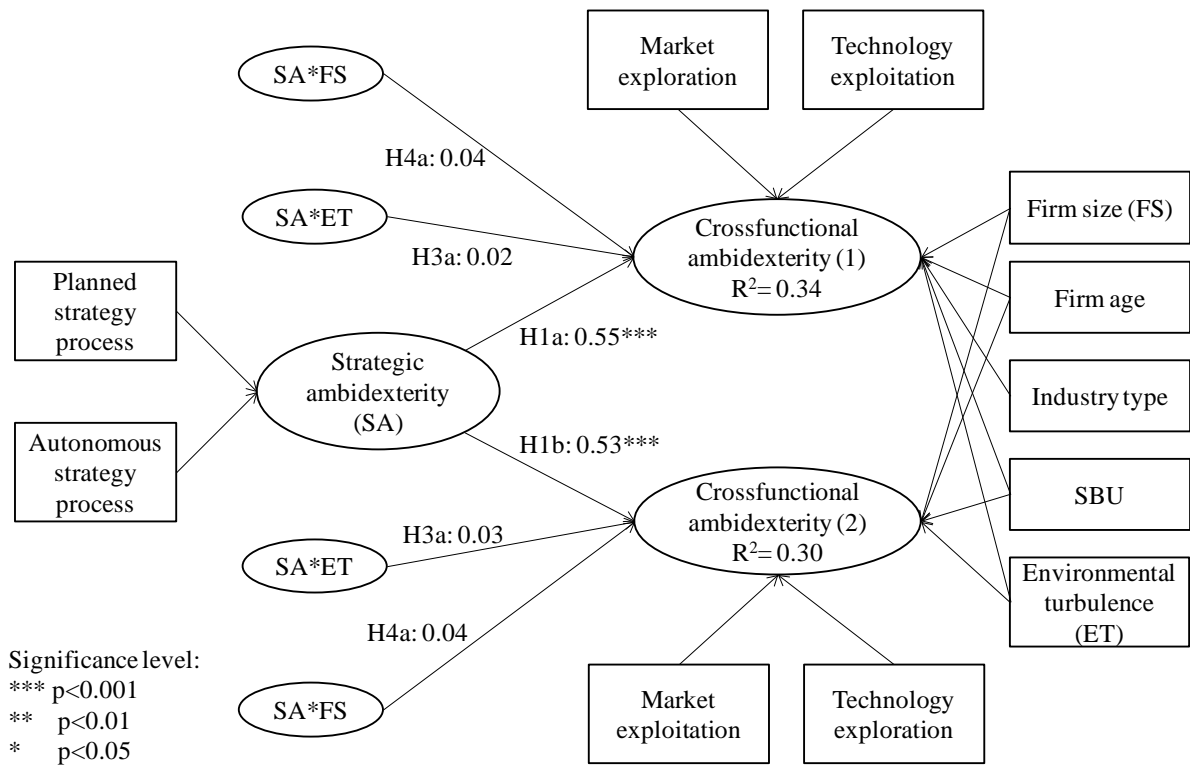 Market
exploration
Technology
exploitation
SA*FS
H4a: 0.04
SA*ET
H3a: 0.02
Crossfunctional
ambidexterity (1)
R²= 0.34
Firm size (FS)
Planned
strategy
process
Firm age
H1a: 0.55***
Strategic
ambidexterity
(SA)
Industry type
Autonomous
strategy
process
H1b: 0.53***
Crossfunctional
ambidexterity (2)
R²= 0.30
SBU
H3a: 0.03
SA*ET
Environmental
turbulence
(ET)
H4a: 0.04
SA*FS
Market
exploitation
Technology
exploration
Significance level:
*** p<0.001
** p<0.01
* p<0.05